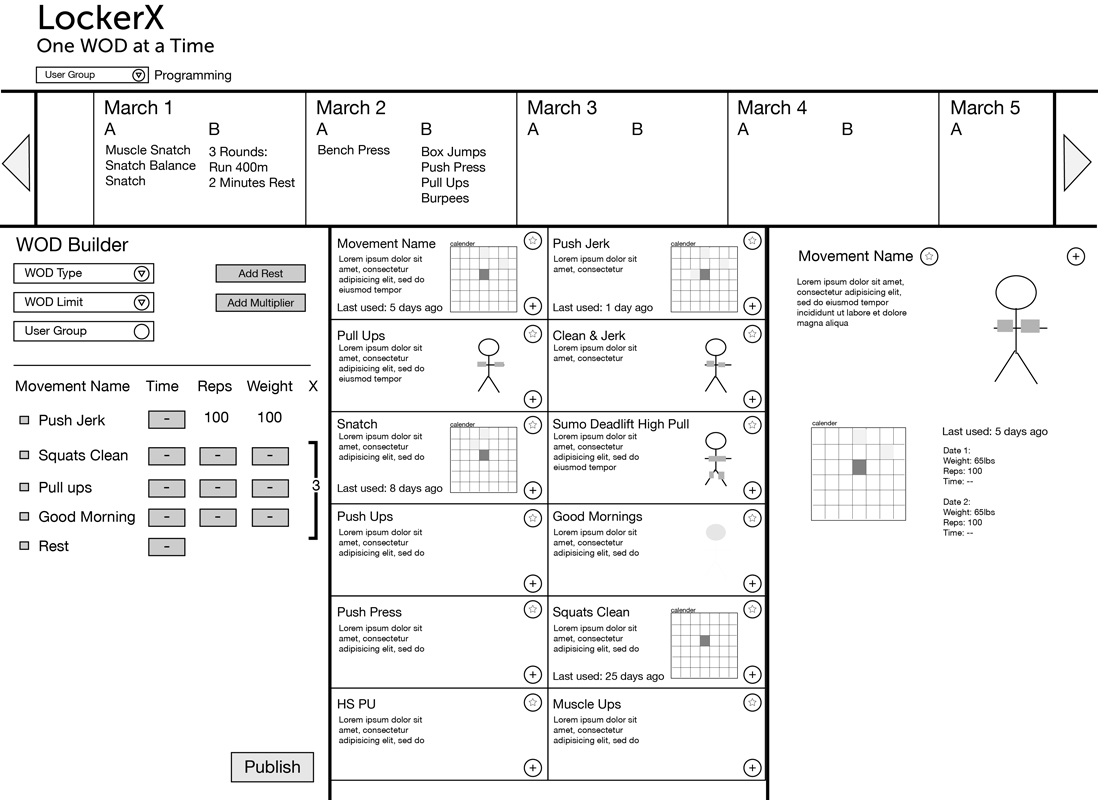 LockerX
One WOD at a Time
User Group Programming
March 1
A B
Muscle Snatch
Snatch Balance
Snatch
3 Rounds:
Run 400m
2 Minutes Rest
March 2
A B
Bench Press
Box Jumps
Push Press
Pull Ups
Burpees
March 3
A B
March 4
A B
March 5
A
WOD Builder
WOD Type
WOD Limit
User Group
Add Rest
Add Multiplier
Movement Name Time Reps Weight X
Push Jerk - 100 100
Squats Clean - - -
Pull ups - - -
3
Good Morning - - -
Rest -
Publish
Movement Name
Lorem ipsum dolor sit
amet, consectetur
adipisicing elit, sed do
eiusmod tempor
calender
Last used: 5 days ago
Push Jerk
Lorem ipsum dolor sit
amet, consectetur
calender
Last used: 1 day ago
Pull Ups
Lorem ipsum dolor sit
amet, consectetur
adipisicing elit, sed do
eiusmod tempor
Clean & Jerk
Lorem ipsum dolor sit
amet, consectetur
Snatch
Lorem ipsum dolor sit
amet, consectetur
adipisicing elit, sed do
calender
Last used: 8 days ago
Sumo Deadlift High Pull
Lorem ipsum dolor sit
amet, consectetur
adipisicing elit, sed do
eiusmod tempor
Push Ups
Lorem ipsum dolor sit
amet, consectetur
adipisicing elit, sed do
Good Mornings
Lorem ipsum dolor sit
amet, consectetur
adipisicing elit, sed do
Push Press
Lorem ipsum dolor sit
amet, consectetur
adipisicing elit, sed do
Squats Clean
Lorem ipsum dolor sit
amet, consectetur
adipisicing elit, sed do
calender
Last used: 25 days ago
HS PU
Lorem ipsum dolor sit
amet, consectetur
adipisicing elit, sed do
Muscle Ups
Lorem ipsum dolor sit
amet, consectetur
adipisicing elit, sed do
Movement Name
Lorem ipsum dolor sit amet,
consectetur adipisicing elit,
sed do eiusmod tempor
incididunt ut labore et dolore
magna aliqua
Last used: 5 days ago
Date 1:
Weight: 65lbs
Reps: 100
Time: --
Date 2:
Weight: 65lbs
Reps: 100
Time: --